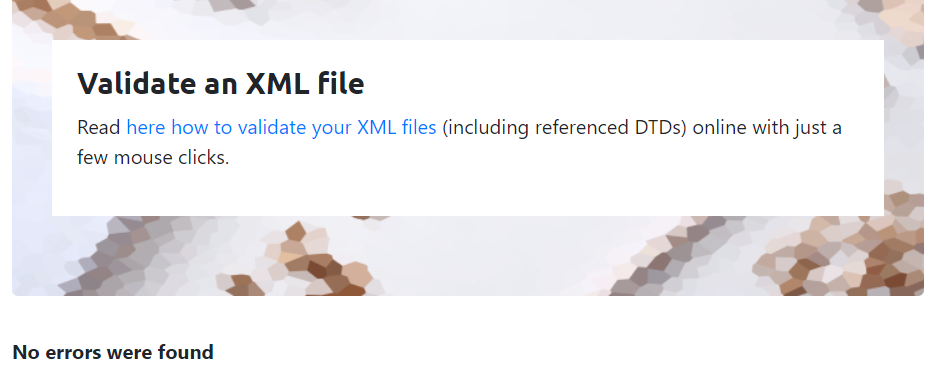 Validate an XML file
Read here how to validate your XML files (including referenced DTDs) online with just a
few mouse clicks.
No errors were found